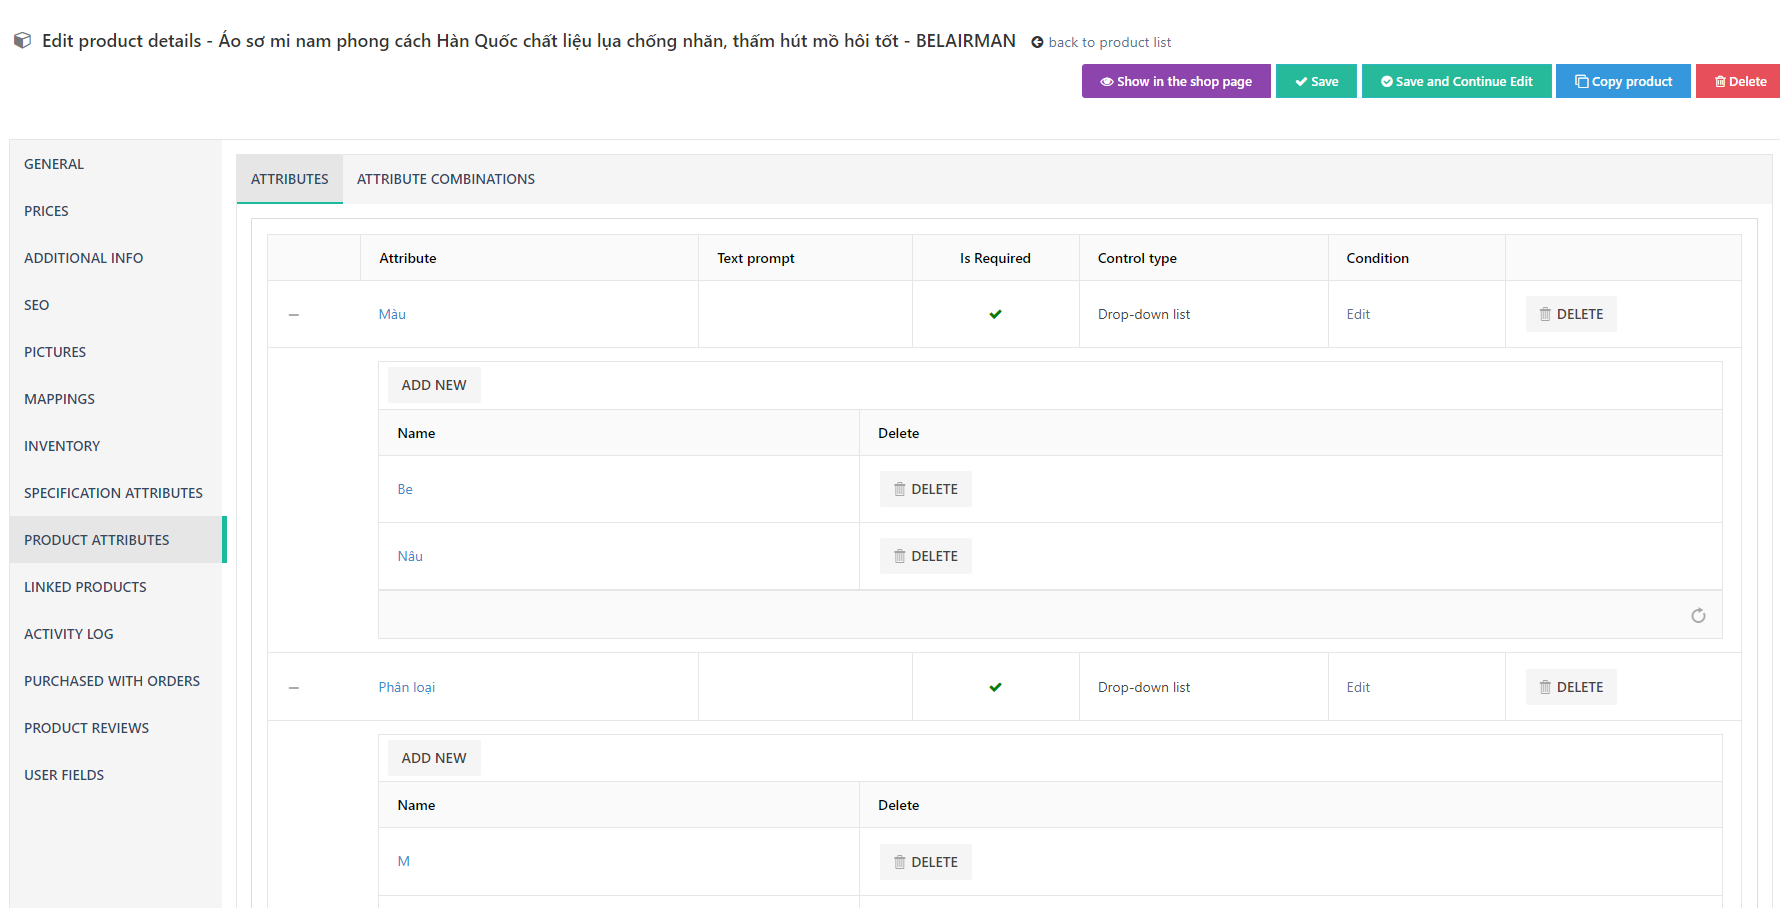 Edit product details - Áo sơ mi nam phong cách Hàn Quốc chất liệu lụa chống nhăn, thấm hút mồ hôi tốt - BELAIRMAN back to product list
Show in the shop page Save Save and Continue Edit Copy product Delete
GENERAL
PRICES
ADDITIONAL INFO
SEO
PICTURES
MAPPINGS
INVENTORY
SPECIFICATION ATTRIBUTES
PRODUCT ATTRIBUTES
LINKED PRODUCTS
ACTIVITY LOG
PURCHASED WITH ORDERS
PRODUCT REVIEWS
USER FIELDS
ATTRIBUTES ATTRIBUTE COMBINATIONS
Attribute Text prompt Is Required Control type Condition
Màu Drop-down list Edit DELETE
ADD NEW
Name Delete
Be DELETE
Nâu DELETE
Phân loại Drop-down list Edit DELETE
ADD NEW
Name Delete
M DELETE